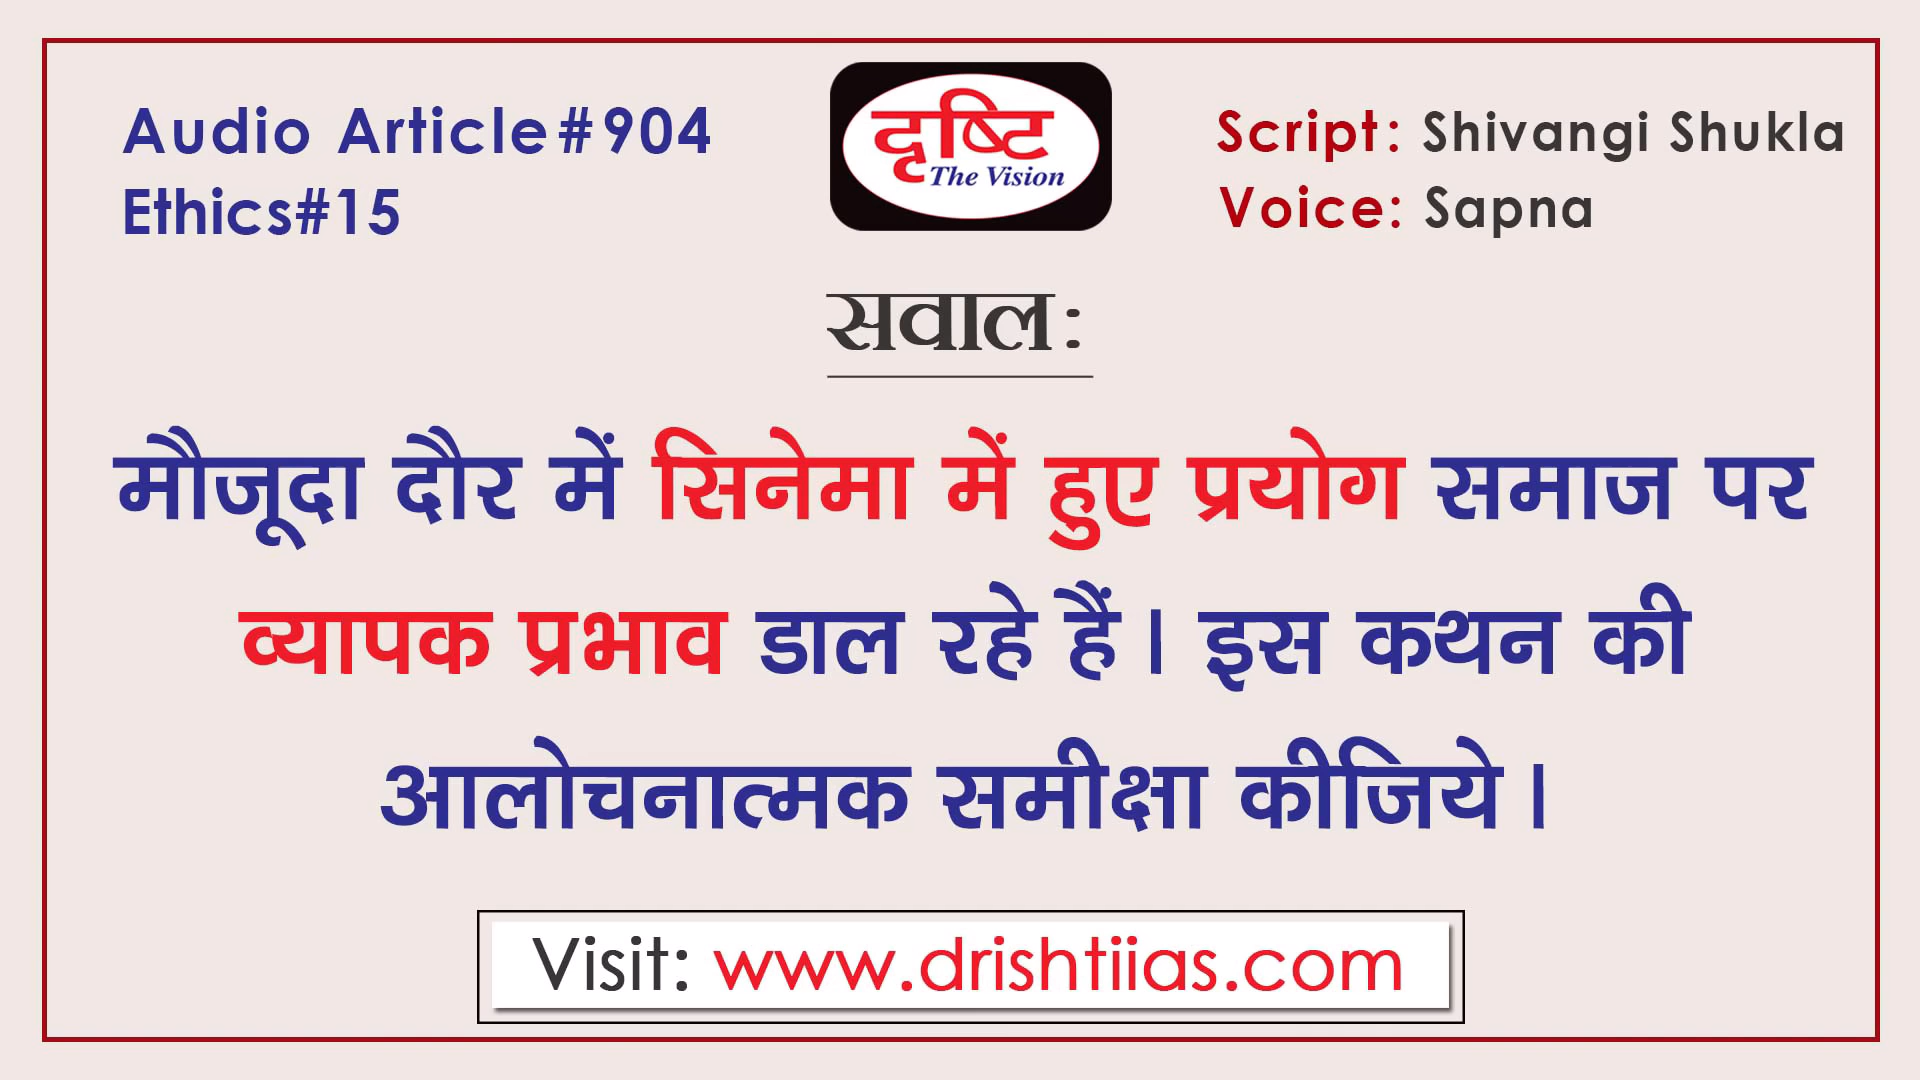 Audio Article#904
Ethics#15
दृष्टि
The Vision
Script: Shivangi Shukla
Voice: Sapna
सवाल:
मौजूदा दौर में सिनेमा में हुए प्रयोग समाज पर
व्यापक प्रभाव डाल रहे हैं। इस कथन की
आलोचनात्मक समीक्षा कीजिये।
Visit: www.drishtiias.com